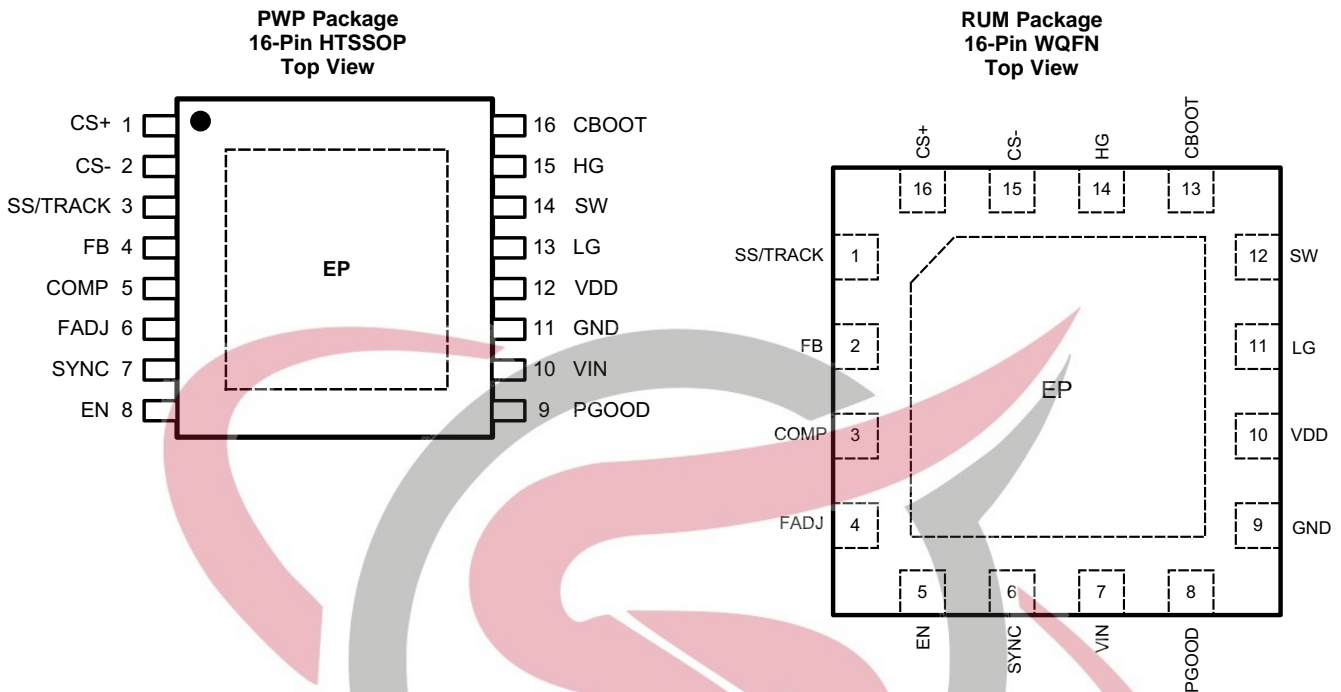 PWP Package
16-Pin HTSSOP
Top View
CS+ 1
CS- 2
SS/TRACK 3
FB 4
COMP 5
FADJ 6
SYNC 7
EN 8
EP
16 CBOOT
15 HG
14 SW
13 LG
12 VDD
11 GND
10 VIN
9 PGOOD
RUM Package
16-Pin WQFN
Top View
CS+ CS- HG CBOOT
16 15 14 13
SS/TRACK 1
FB 2
COMP 3
FADJ 4
EP
12 SW
11 LG
10 VDD
9 GND
5 6 7 8
EN SYNC VIN PGOOD